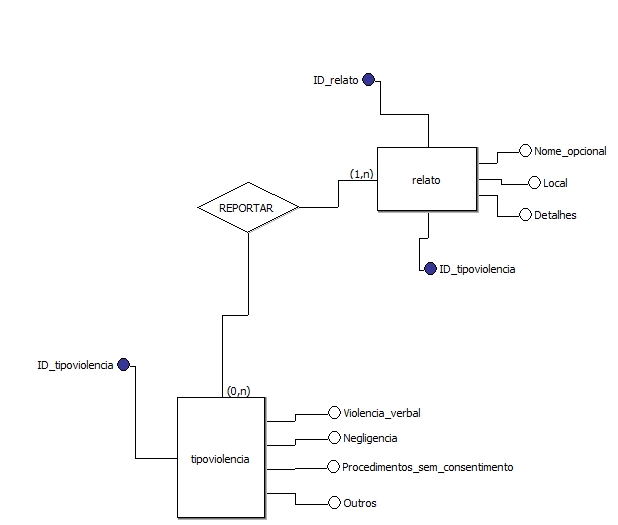 ID_relato
Nome_opcional
(1,n)
relato
Local
REPORTAR
Detalhes
ID_tipoviolencia
ID_tipoviolencia
(0,n)
Violencia_verbal
Negligencia
tipoviolencia
Procedimentos_sem_consentimento
Outros